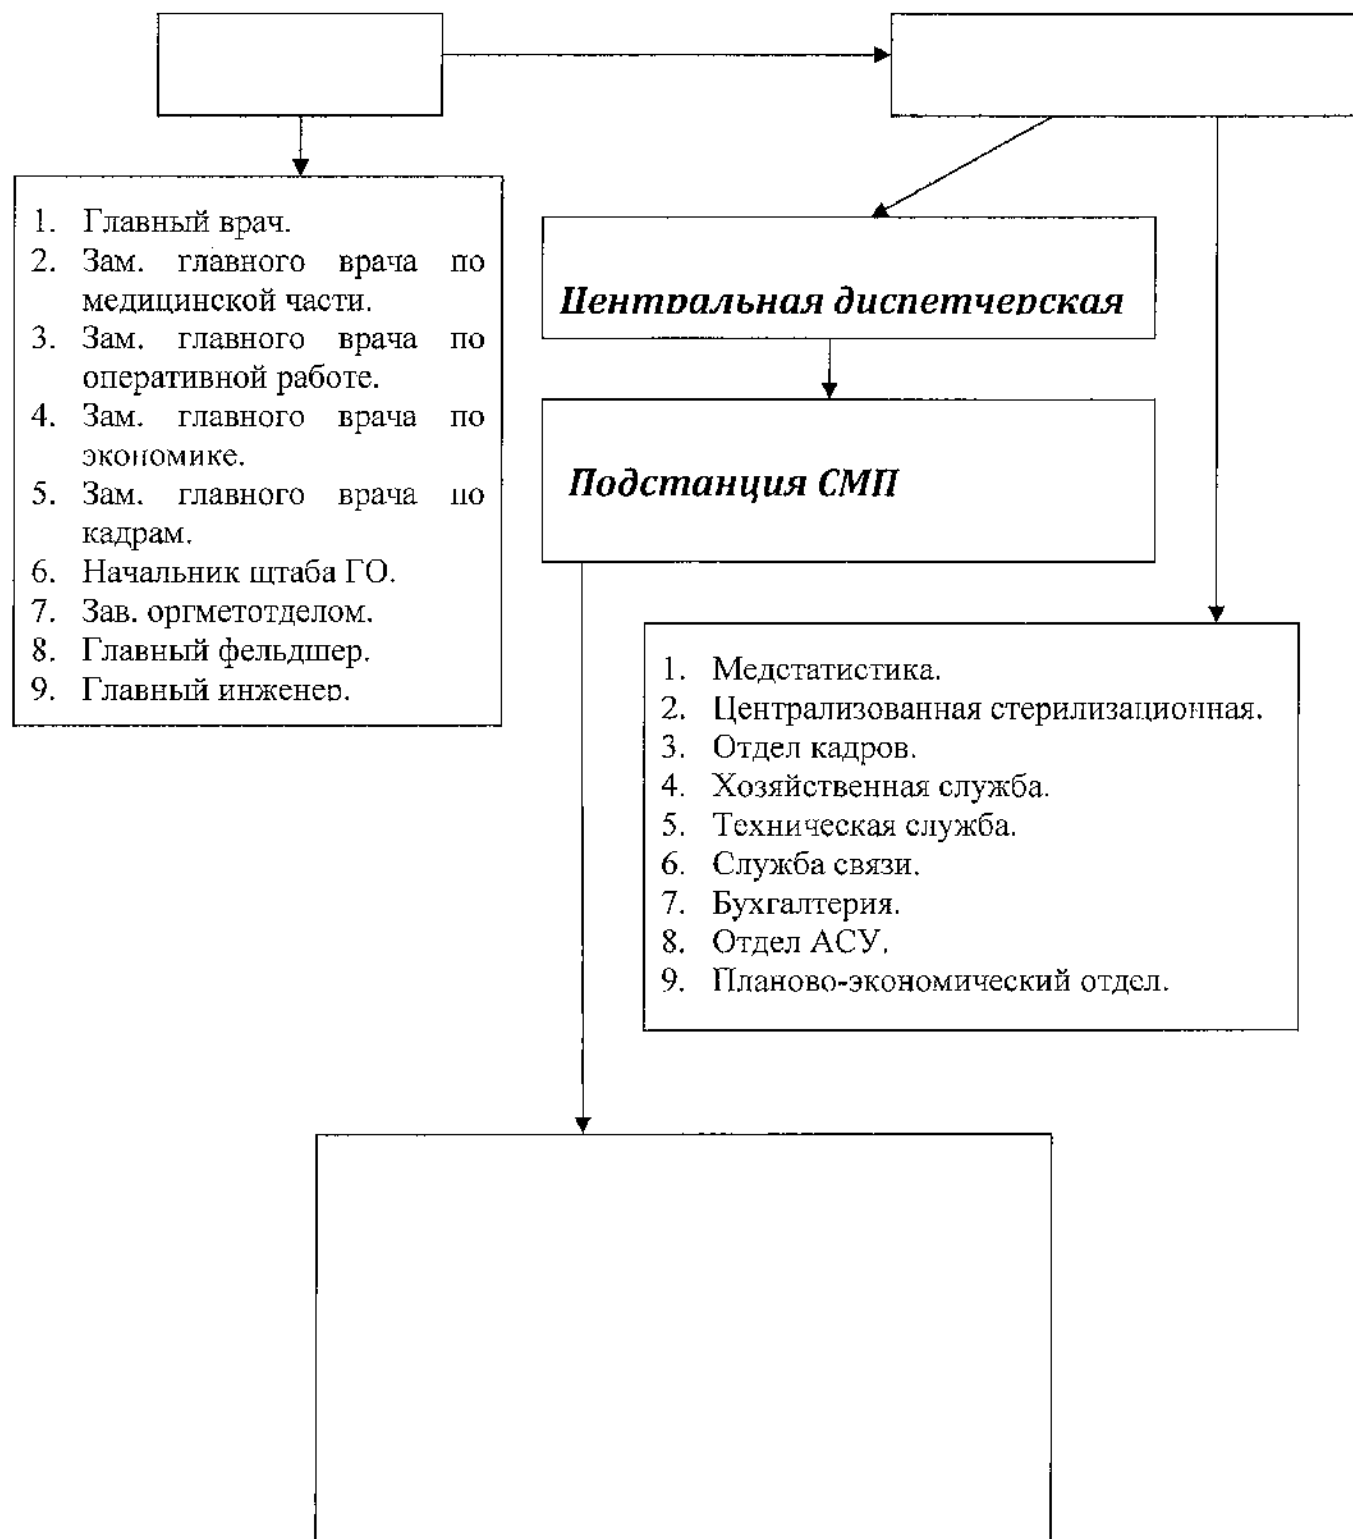 1. Главный врач.
2. Зам. главного врача по
медицинской части.
3. Зам. главного врача по
оперативной работе.
4. Зам. главного врача по
экономике.
5. Зам. главного врача по
кадрам.
6. Начальник щтаба ГО.
7. Зав. оргметотделом.
8. Главный фельдшер.
9. Главный инженер.
Центральная диспетчерская
Подстанция СМП
1. Медстатистика.
2. Централизованная стерилизационная.
3. Отдел кадров.
4. Хозяйственная служба.
5. Техническая служба.
6. Служба связи.
7. Бухгалтерия.
8. Отдел АСУ.
9. Планово-экономический отдел.